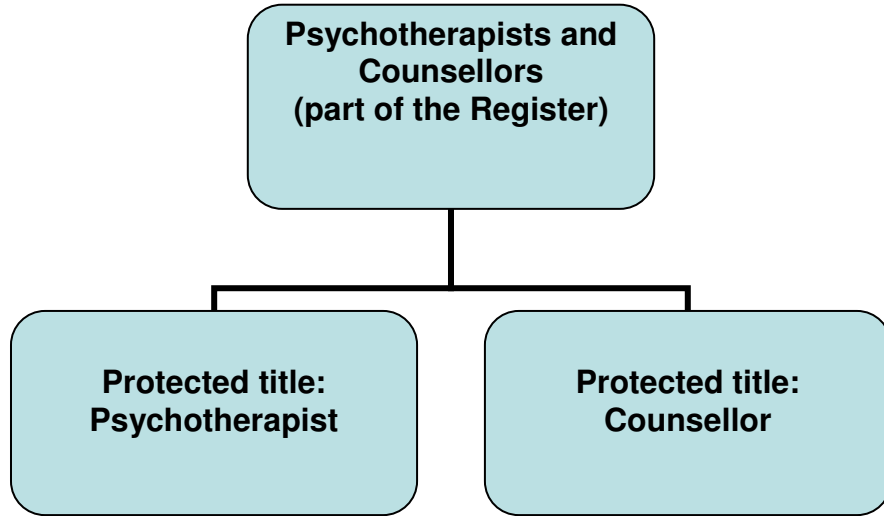 Psychotherapists and
Counsellors
(part of the Register)
Protected title:
Psychotherapist
Protected title:
Counsellor